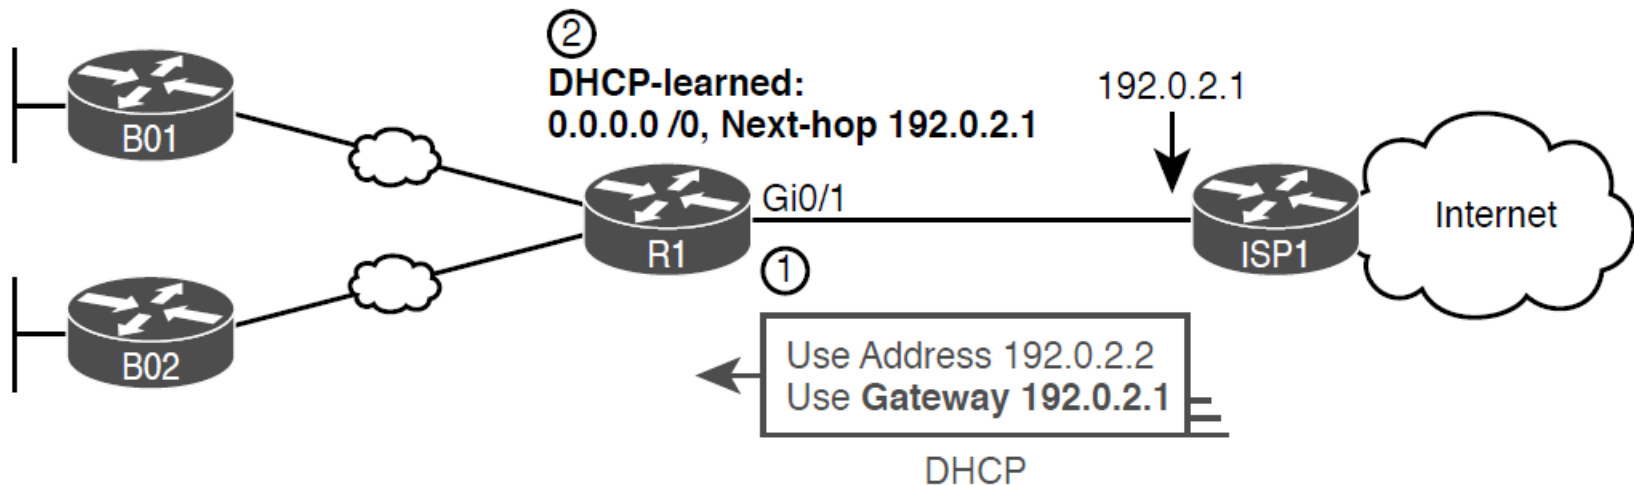 ②
DHCP-learned:
0.0.0.0 /0, Next-hop 192.0.2.1
192.0.2.1
B01
Gi0/1
R1
ISP1
Internet
①
B02
Use Address 192.0.2.2
Use Gateway 192.0.2.1
DHCP